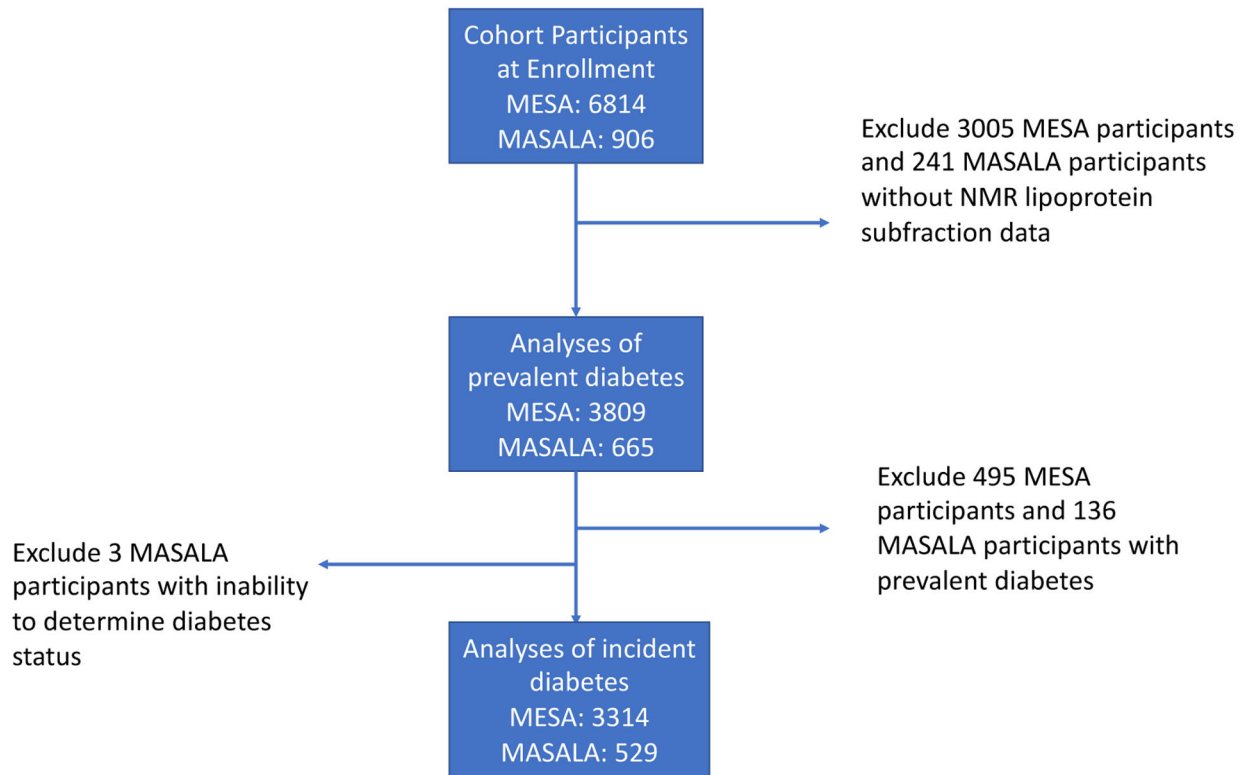 Cohort Participants
at Enrollment
MESA: 6814
MASALA: 906
Exclude 3005 MESA participants
and 241 MASALA participants
without NMR lipoprotein
subfraction data
Analyses of
prevalent diabetes
MESA: 3809
MASALA: 665
Exclude 495 MESA
participants and 136
MASALA participants with
prevalent diabetes
Exclude 3 MASALA
participants with inability
to determine diabetes
status
Analyses of incident
diabetes
MESA: 3314
MASALA: 529